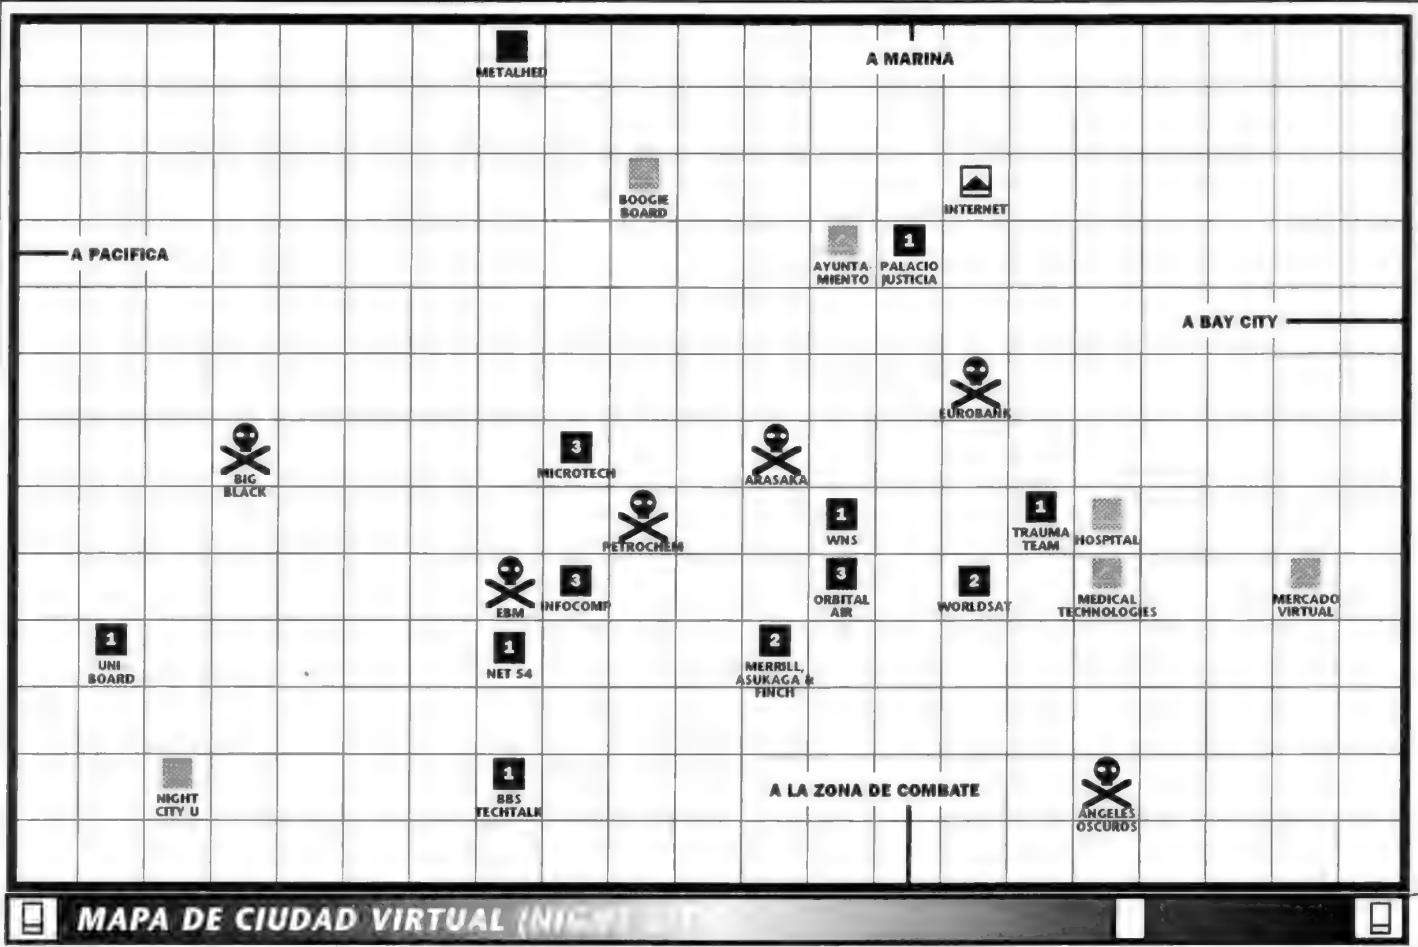 METALHED
A MARINA
BOOGIE
BOARD
INTERNET
A PACIFICA
1
AYUNTA-
MIENTO
PALACIO
JUSTICIA
A BAY CITY
EUROBANK
BIG
BLACK
3
MICROTECH
ARASAKA
PETROCHEM
1
WNS
1
TRAUMA
TEAM
HOSPITAL
EBM
3
INFOCOMP
3
ORBITAL
AIR
2
WORLDSAT
MEDICAL
TECHNOLOGIES
MERCADO
VIRTUAL
1
UNI
BOARD
1
NET 54
2
MERRILL,
ASUKAGA &
FINCH
NIGHT
CITY U
1
BBS
TECHTALK
A LA ZONA DE COMBATE
ANGELES
OSCUROS
MAPA DE CIUDAD VIRTUAL (NIGHT